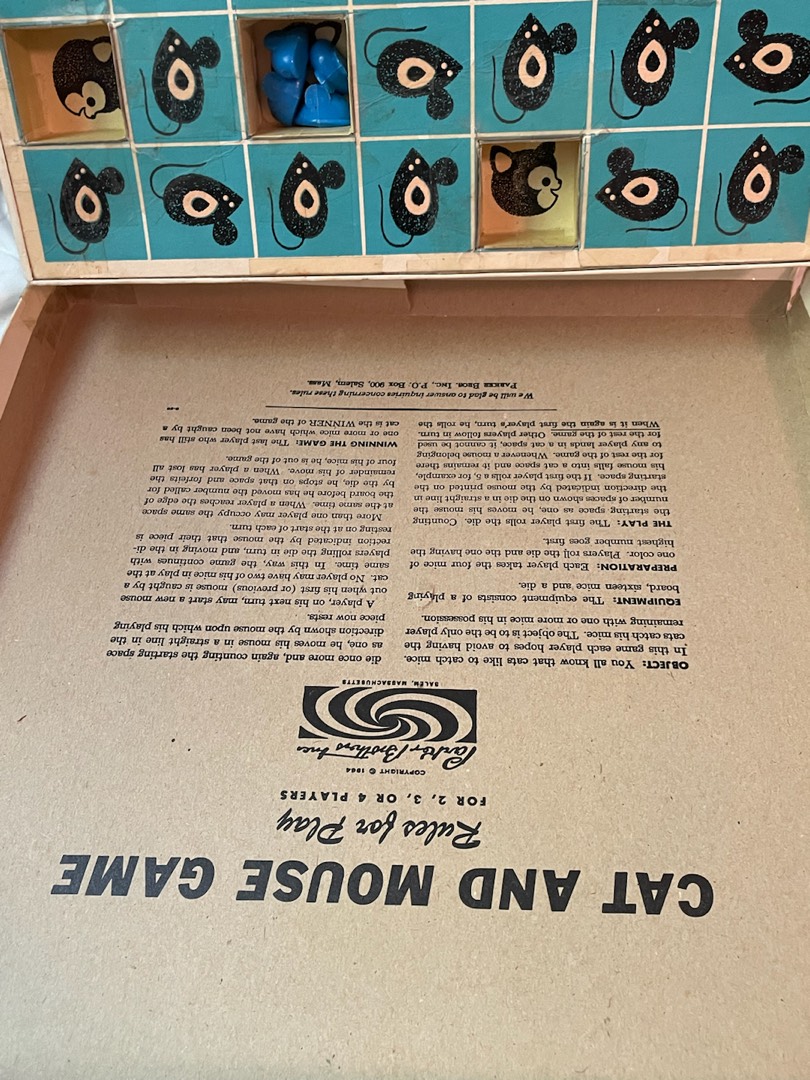 CAT AND MOUSE GAME
Rules for Play
FOR 2, 3, OR 4 PLAYERS
COPYRIGHT © 1964
Parker Brothers Inc
SALEM, MASSACHUSETTS
OBJECT: You all know that cats like to catch mice.
In this game each player hopes to avoid having the
cats catch his mice. The object is to be the only player
remaining with one or more mice in his possession.
EQUIPMENT: The equipment consists of a playing
board, sixteen mice and a die.
PREPARATION: Each player takes the four mice of
one color. Players roll the die and the one having the
highest number goes first.
THE PLAY: The first player rolls the die. Counting
the starting space as one, he moves his mouse the
number of spaces shown on the die in a straight line in
the direction indicated by the mouse printed on the
starting space. If the first player rolls a 5, for example,
his mouse falls into a cat space and it remains there
for the rest of the game. Whenever a mouse belonging
to any player lands in a cat space, it cannot be used
for the rest of the game. Other players follow in turn.
When it is again the first player's turn, he rolls the
die once more and, again counting the starting space
as one, he moves his mouse in a straight line in the
direction shown by the mouse upon which his playing
piece now rests.
A player, on his next turn, may start a new mouse
out when his first (or previous) mouse is caught by a
cat. No player may have two of his mice in play at the
same time. In this way, the game continues with
players rolling the die in turn, and moving in the di-
rection indicated by the mouse that their piece is
resting on at the start of each turn.
More than one player may occupy the same space
at the same time. When a player reaches the edge of
the board before he has moved the number called for
by the die, he stops on that space and forfeits the
remainder of his move. When a player has lost all
four of his mice, he is out of the game.
WINNING THE GAME: The last player who still has
one or more mice which have not been caught by a
cat is the WINNER of the game.
We will be glad to answer inquiries concerning these rules.
PARKER BROS. INC., P.O. BOX 900, SALEM, MASS.